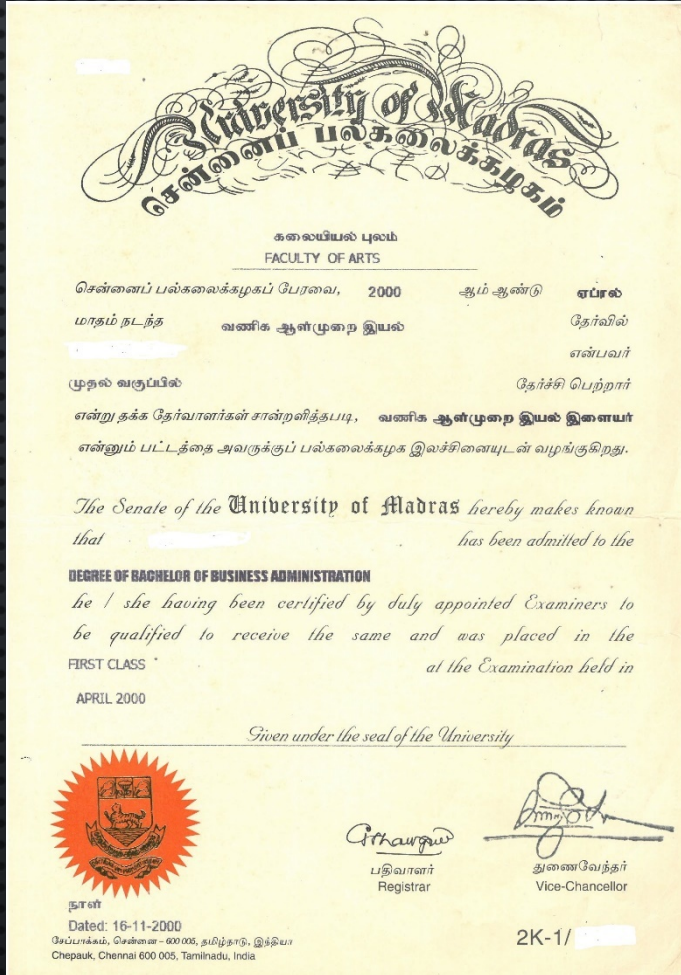 University of Madras
சென்னைப் பல்கலைக்கழகம்
கலையியல் புலம்
FACULTY OF ARTS
சென்னைப் பல்கலைக்கழகப் பேரவை, 2000 ஆம் ஆண்டு ஏப்ரல்
மாதம் நடந்த வணிக ஆள்முறை இயல் தேர்வில்
என்பவர்
முதல் வகுப்பில் தேர்ச்சி பெற்றார்
என்று தக்க தேர்வாளர்கள் சான்றளித்தபடி, வணிக ஆள்முறை இயல் இளையர்
என்னும் பட்டத்தை அவருக்குப் பல்கலைக்கழக இலச்சினையுடன் வழங்குகிறது.
The Senate of the University of Madras hereby makes known
that has been admitted to the
DEGREE OF BACHELOR OF BUSINESS ADMINISTRATION
he / she having been certified by duly appointed Examiners to
be qualified to receive the same and was placed in the
FIRST CLASS at the Examination held in
APRIL 2000
Given under the seal of the University
பதிவாளர்
Registrar
துணைவேந்தர்
Vice-Chancellor
நாள்
Dated: 16-11-2000
சேப்பாக்கம், சென்னை - 600 005, தமிழ்நாடு, இந்தியா
Chepauk, Chennai 600 005, Tamilnadu, India
2K-1/